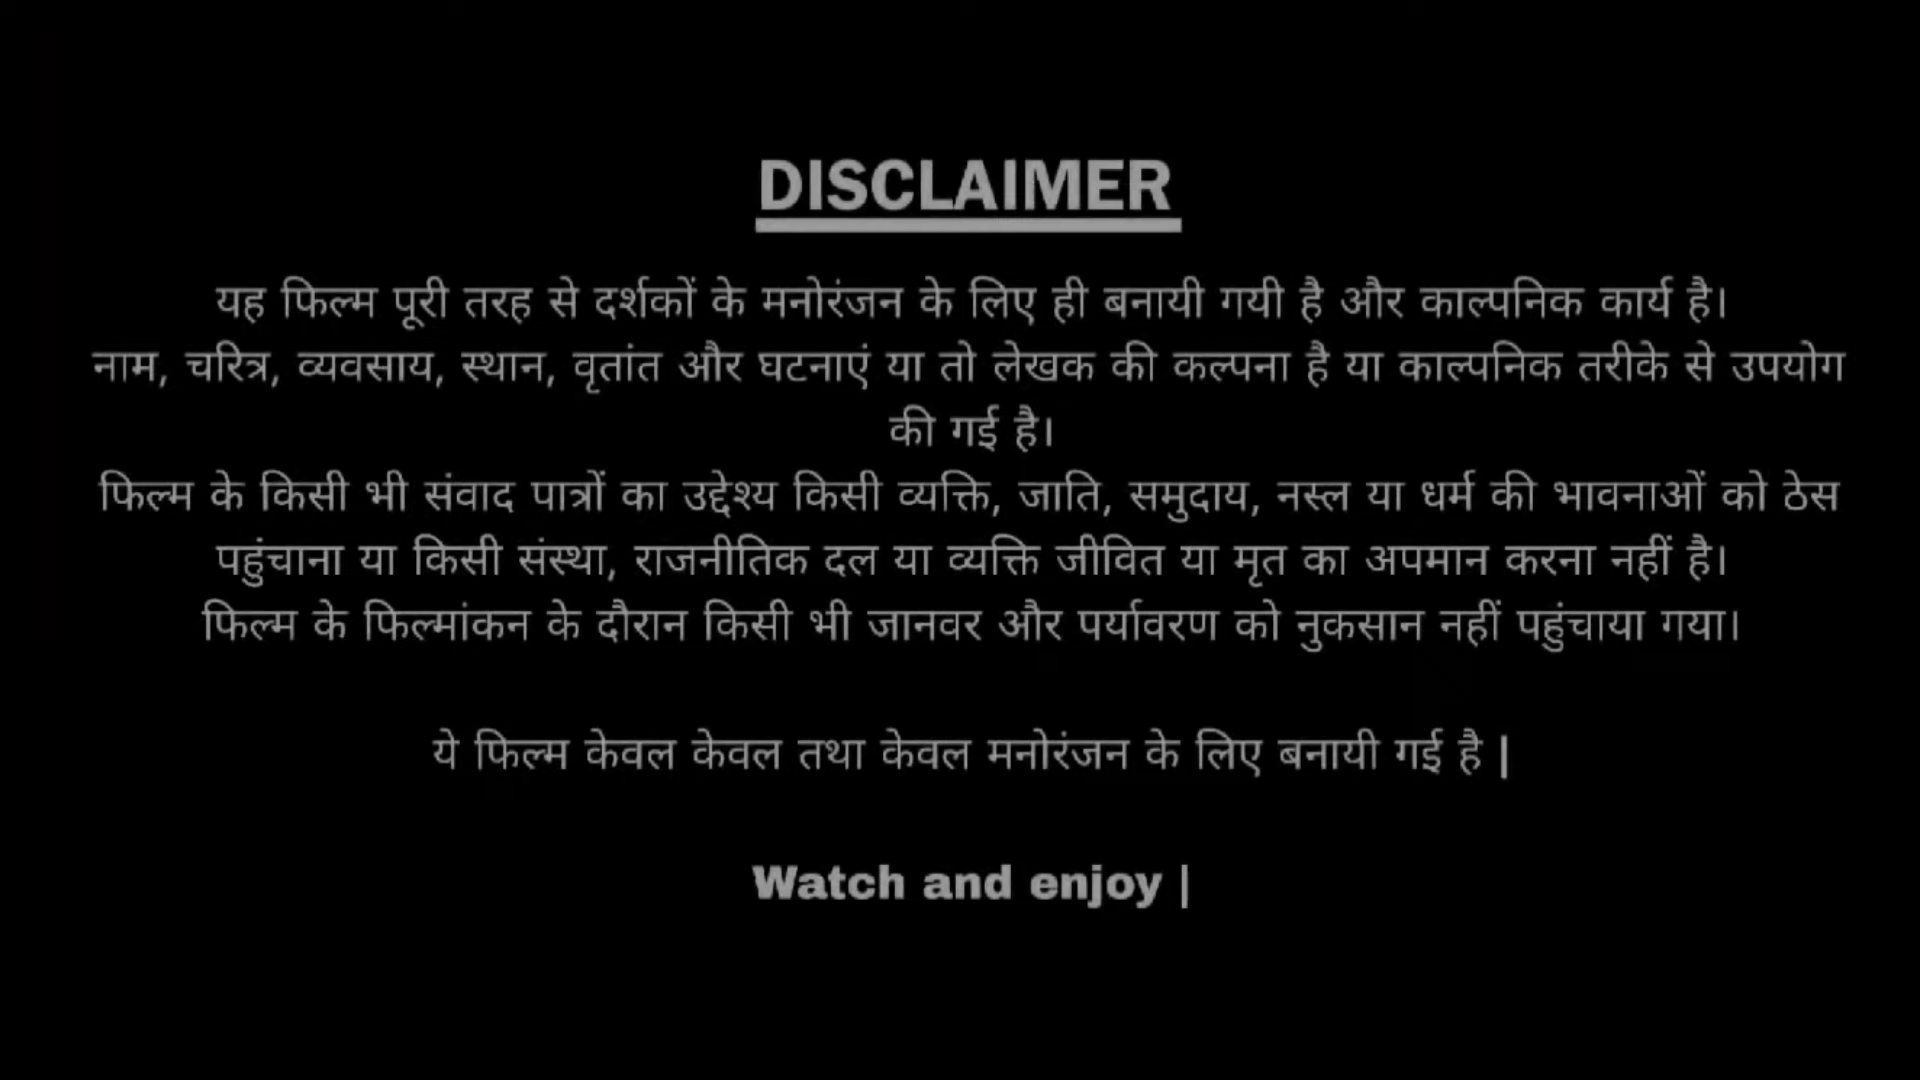 DISCLAIMER
यह फिल्म पूरी तरह से दर्शकों के मनोरंजन के लिए ही बनायी गयी है और काल्पनिक कार्य है।
नाम, चरित्र, व्यवसाय, स्थान, वृतांत और घटनाएं या तो लेखक की कल्पना है या काल्पनिक तरीके से उपयोग
की गई है।
फिल्म के किसी भी संवाद पात्रों का उद्देश्य किसी व्यक्ति, जाति, समुदाय, नस्ल या धर्म की भावनाओं को ठेस
पहुंचाना या किसी संस्था, राजनीतिक दल या व्यक्ति जीवित या मृत का अपमान करना नहीं है।
फिल्म के फिल्मांकन के दौरान किसी भी जानवर और पर्यावरण को नुकसान नहीं पहुंचाया गया।
ये फिल्म केवल केवल तथा केवल मनोरंजन के लिए बनायी गई है |
Watch and enjoy |